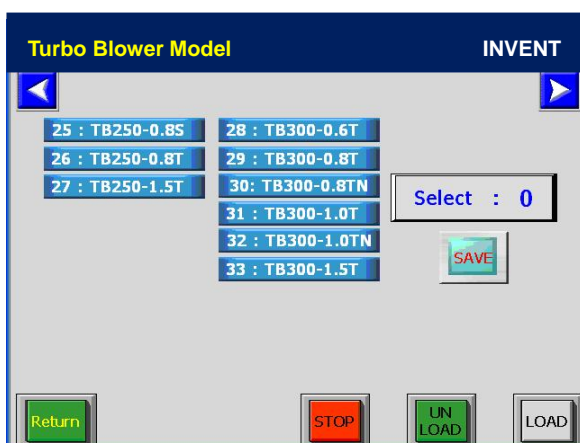 Turbo Blower Model INVENT
25 : TB250-0.8S
26 : TB250-0.8T
27 : TB250-1.5T
28 : TB300-0.6T
29 : TB300-0.8T
30: TB300-0.8TN
31 : TB300-1.0T
32 : TB300-1.0TN
33 : TB300-1.5T
Select : 0
SAVE
Return
STOP
UN
LOAD
LOAD